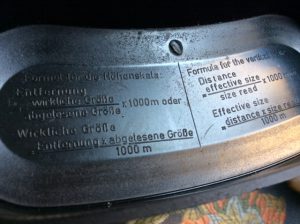 Formel für die Höhenskala:
Entfernung
= wirkliche Größe x 1000 m oder
abgelesene Größe
Wirkliche Größe
= Entfernung x abgelesene Größe
1000 m
Formula for the vertical
Distance
= effective size x 1000 m
size read
Effective size
= distance x size read
1000 m